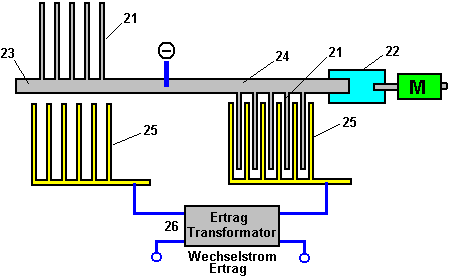 21
23
24
21
22
M
25
25
26
Ertrag
Transformator
Wechselstrom
Ertrag